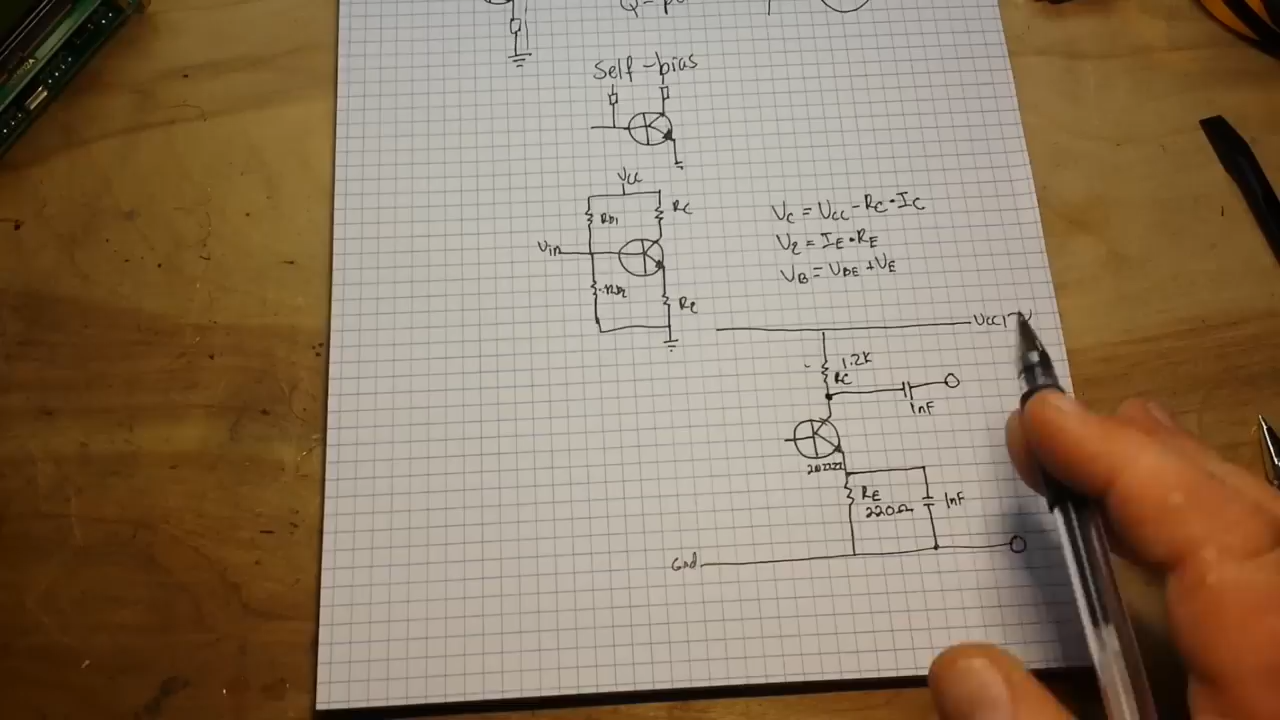 Self-bias
VCC
RB1
RC
Vin
RB2
RE
VC = VCC - RC • IC
VE = IE • RE
VB = VBE + VE
VCC
1.2K
RC
1nF
2N2222
RE
220Ω
1nF
Gnd